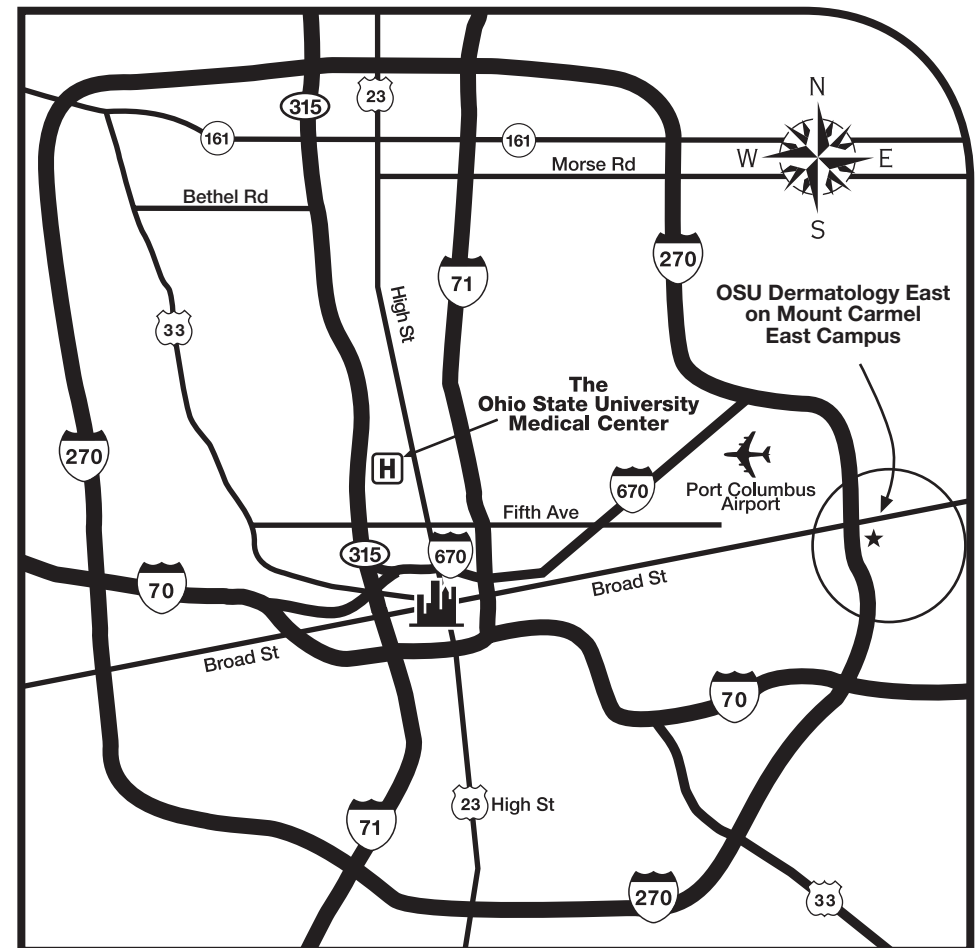 N
23
315
161
161
W
E
Morse Rd
Bethel Rd
S
270
71
OSU Dermatology East
on Mount Carmel
East Campus
High St
33
The
Ohio State University
Medical Center
270
H
670
Port Columbus
Airport
Fifth Ave
315
670
70
Broad St
Broad St
70
23
High St
71
270
33